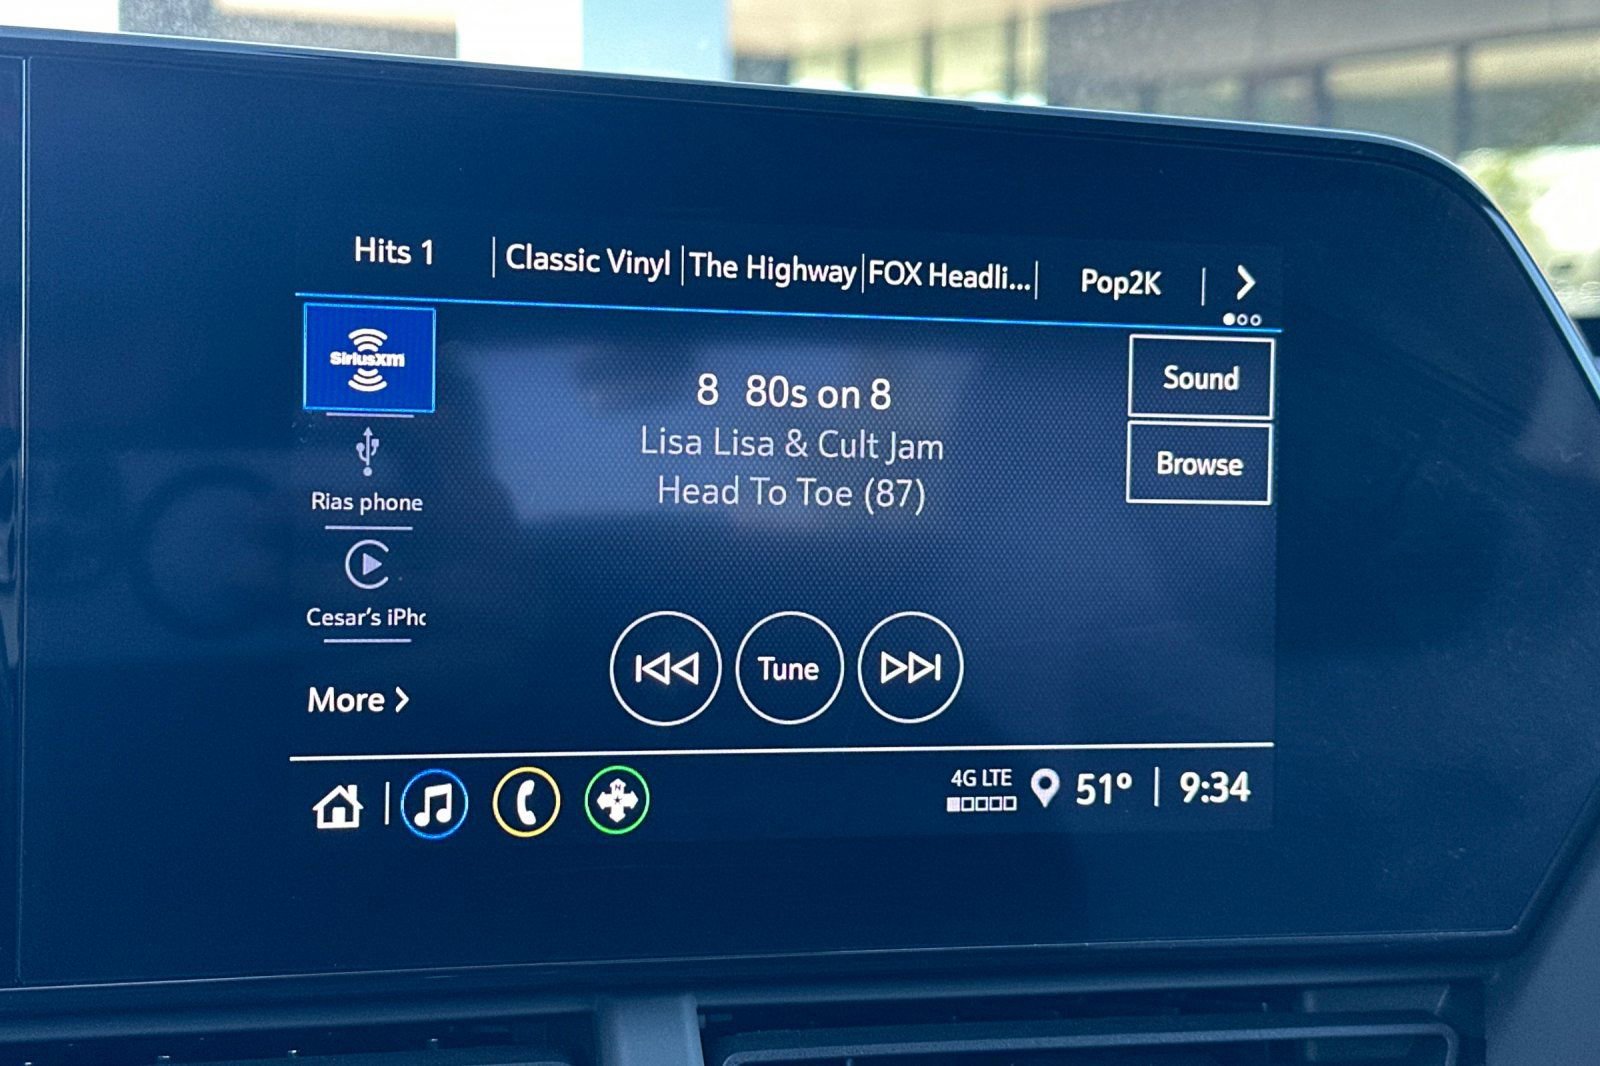 Hits 1 | Classic Vinyl | The Highway | FOX Headli... | Pop2K |
SiriusXM
8 80s on 8
Lisa Lisa & Cult Jam
Head To Toe (87)
Sound
Browse
Rias phone
Cesar's iPho
More
Tune
N
4G LTE
51° | 9:34